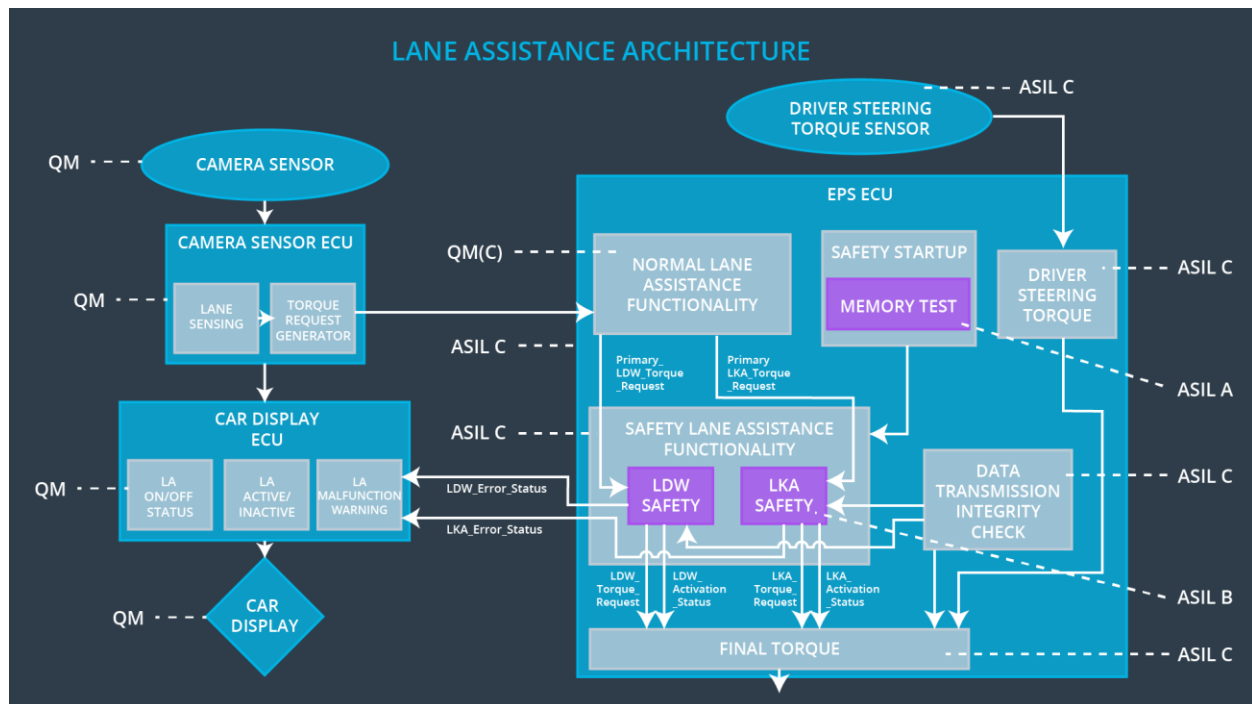 LANE ASSISTANCE ARCHITECTURE
ASIL C
DRIVER STEERING
TORQUE SENSOR
QM
CAMERA SENSOR
EPS ECU
CAMERA SENSOR ECU
QM
LANE
SENSING
TORQUE
REQUEST
GENERATOR
QM(C)
NORMAL LANE
ASSISTANCE
FUNCTIONALITY
SAFETY STARTUP
MEMORY TEST
DRIVER
STEERING
TORQUE
ASIL C
ASIL C
ASIL A
Primary_
LDW_Torque
_Request
Primary
LKA_Torque
_Request
CAR DISPLAY
ECU
QM
LA
ON/OFF
STATUS
LA
ACTIVE/
INACTIVE
LA
MALFUNCTION
WARNING
ASIL C
SAFETY LANE ASSISTANCE
FUNCTIONALITY
LDW
SAFETY
LKA
SAFETY
DATA
TRANSMISSION
INTEGRITY
CHECK
ASIL C
LDW_Error_Status
LKA_Error_Status
LDW_
Torque_
Request
LDW_
Activation
_Status
LKA_
Torque_
Request
LKA_
Activation
_Status
ASIL B
QM
CAR
DISPLAY
FINAL TORQUE
ASIL C